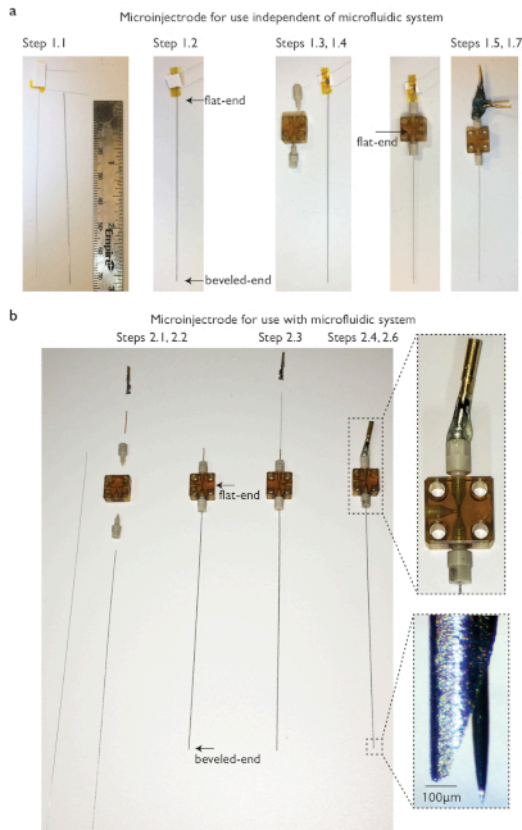 a
Microinjectrode for use independent of microfluidic system
Step 1.1
Step 1.2
Steps 1.3, 1.4
Steps 1.5, 1.7
flat-end
flat-end
beveled-end
Empire
b
Microinjectrode for use with microfluidic system
Steps 2.1, 2.2
Step 2.3
Steps 2.4, 2.6
flat-end
beveled-end
100μm